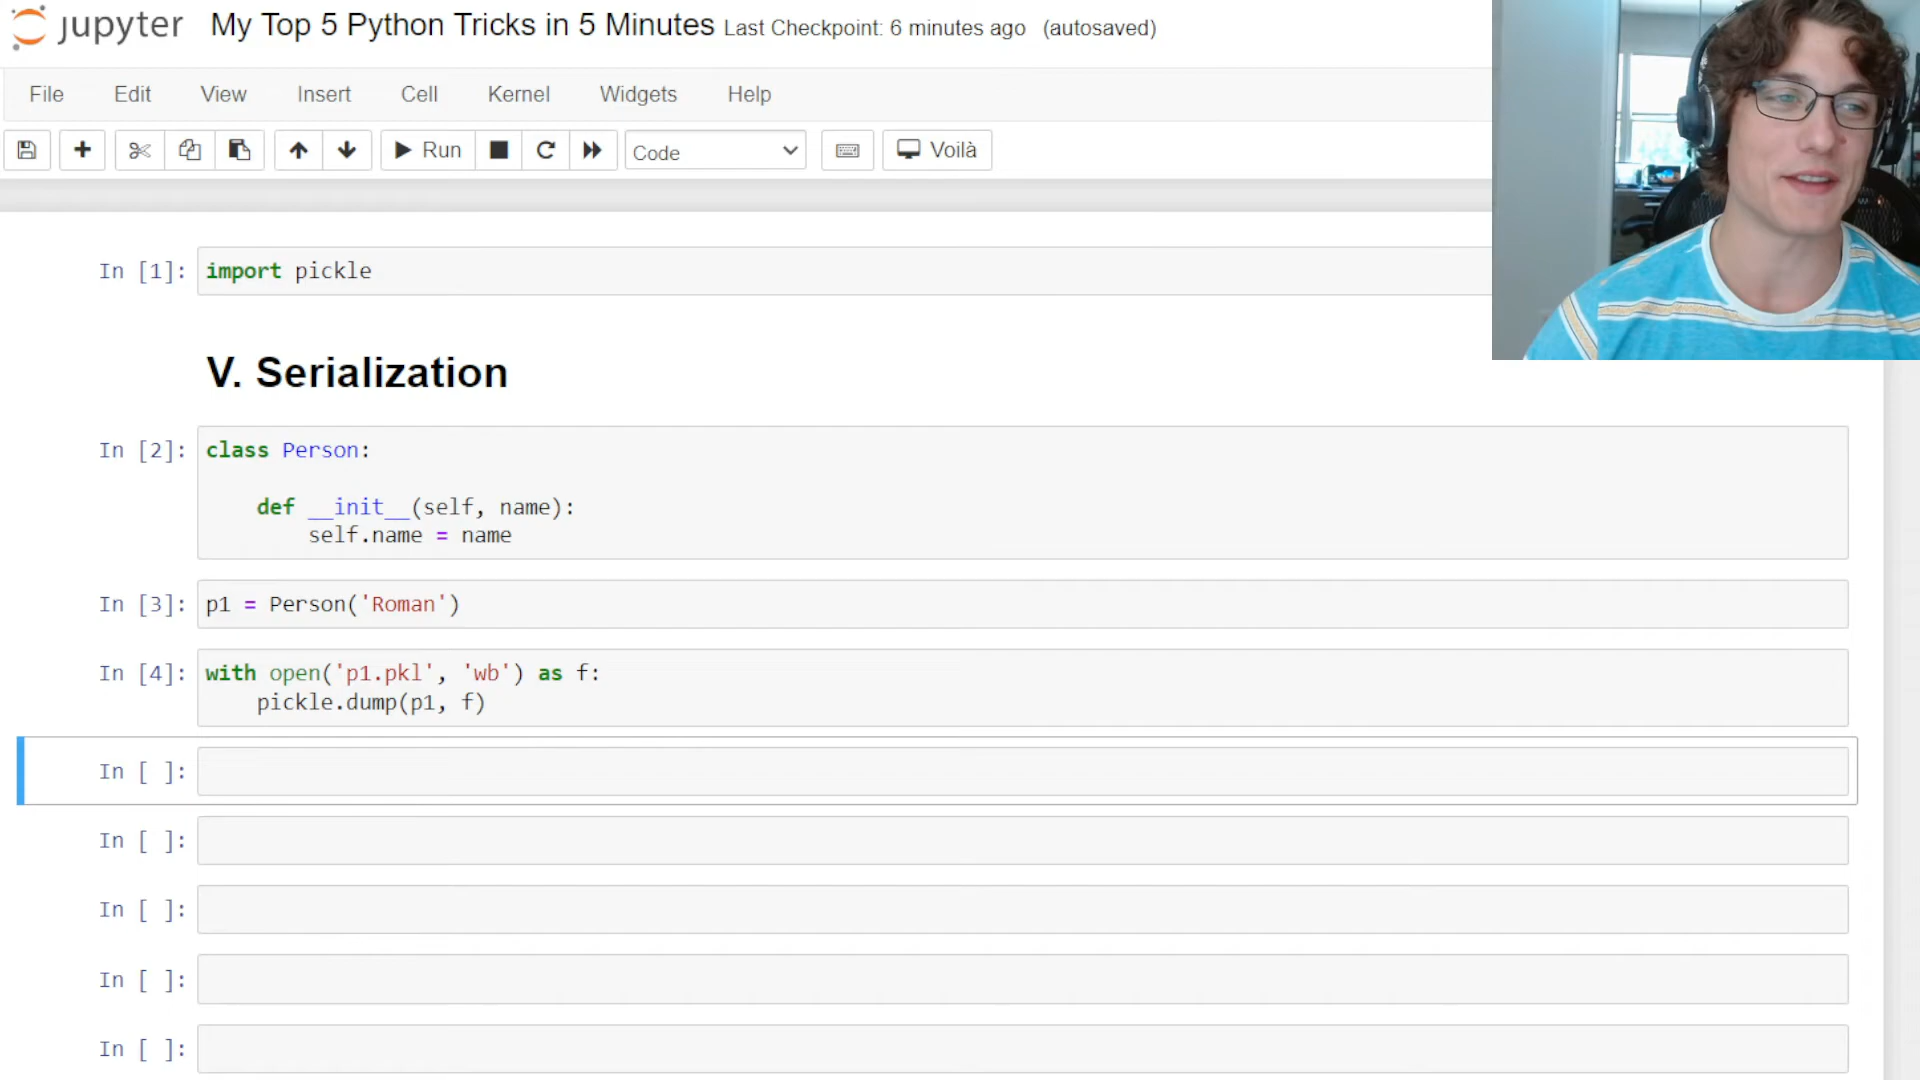 jupyter My Top 5 Python Tricks in 5 Minutes Last Checkpoint: 6 minutes ago (autosaved)
File Edit View Insert Cell Kernel Widgets Help
Run Code Voilà
In [1]: import pickle
V. Serialization
In [2]: class Person:
def __init__(self, name):
self.name = name
In [3]: p1 = Person('Roman')
In [4]: with open('p1.pkl', 'wb') as f:
pickle.dump(p1, f)
In [ ]:
In [ ]:
In [ ]:
In [ ]:
In [ ]: